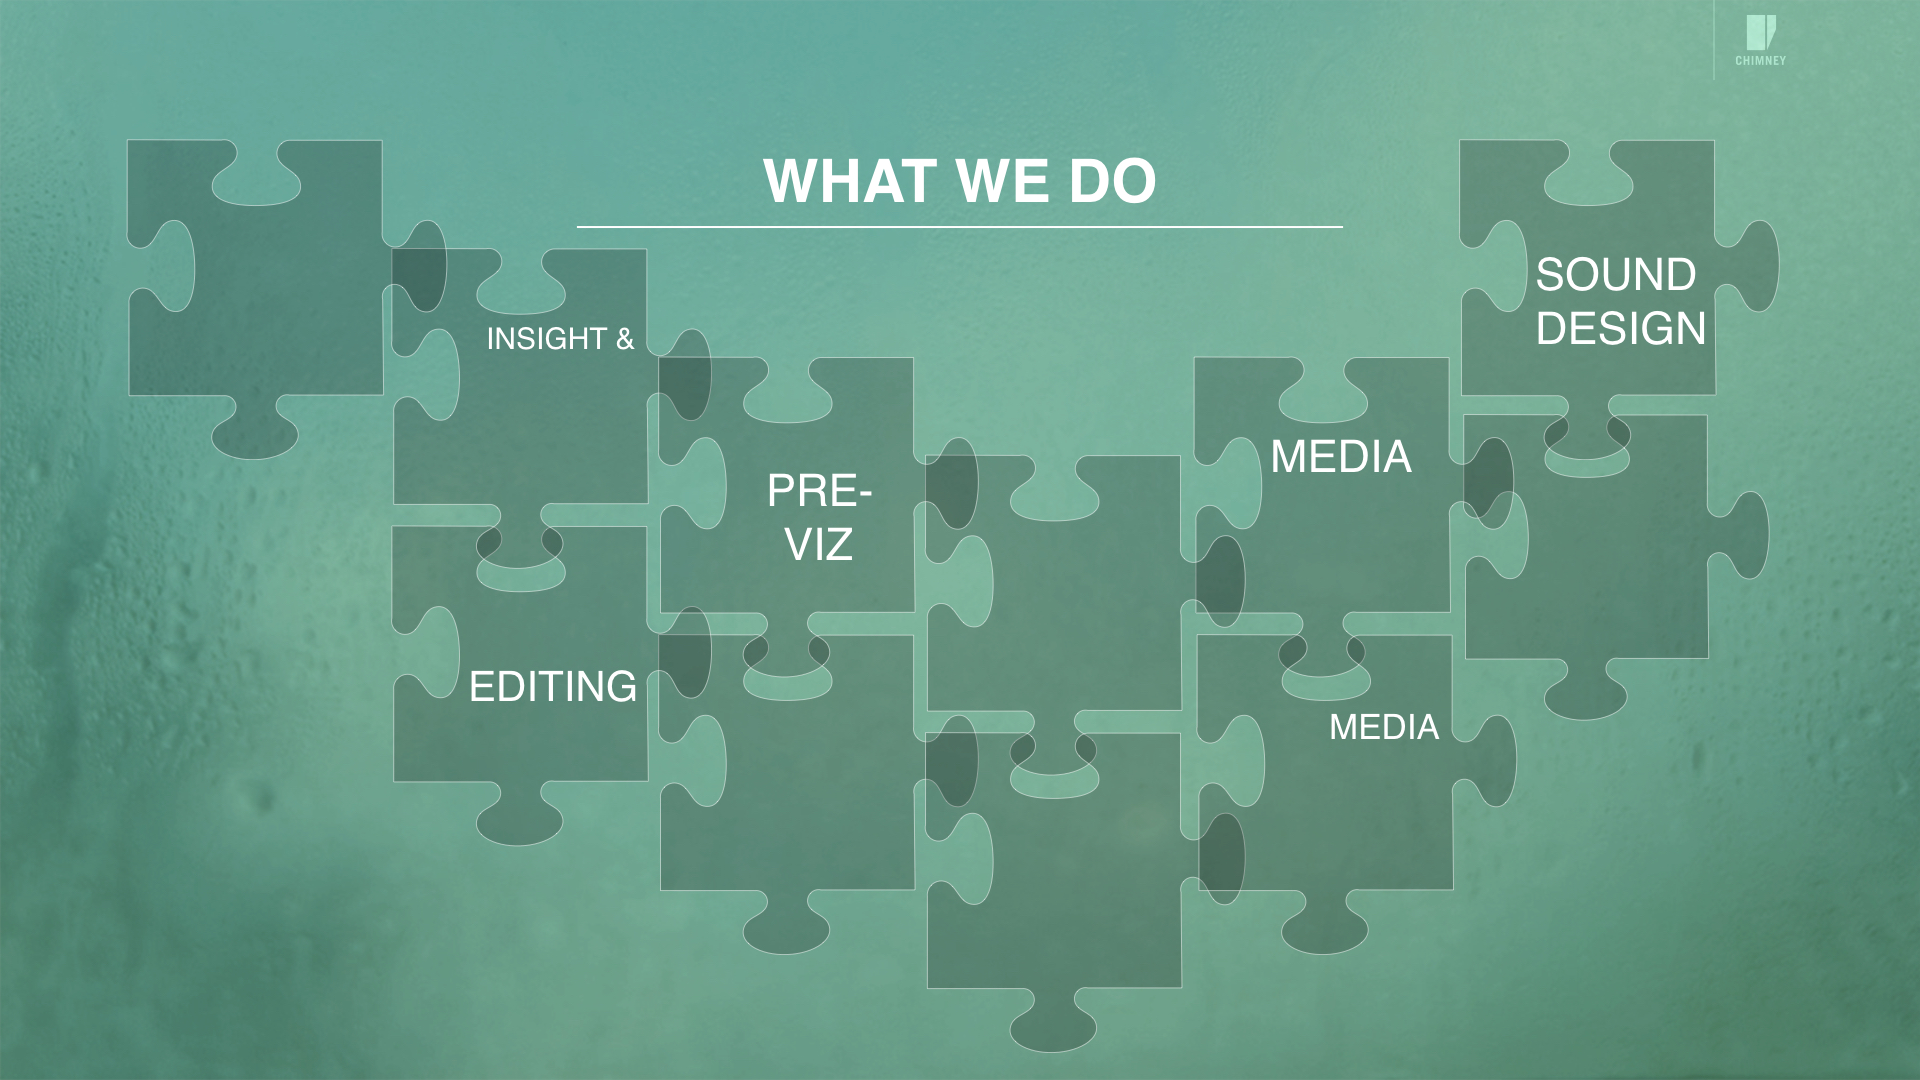 CHIMNEY
WHAT WE DO
SOUND
DESIGN
INSIGHT &
MEDIA
PRE-
VIZ
EDITING
MEDIA